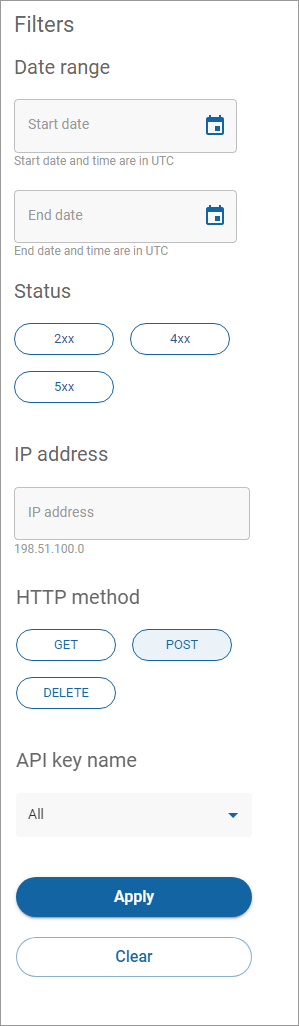 Filters
Date range
Start date
Start date and time are in UTC
End date
End date and time are in UTC
Status
2xx 4xx
5xx
IP address
IP address
198.51.100.0
HTTP method
GET POST
DELETE
API key name
All
Apply
Clear